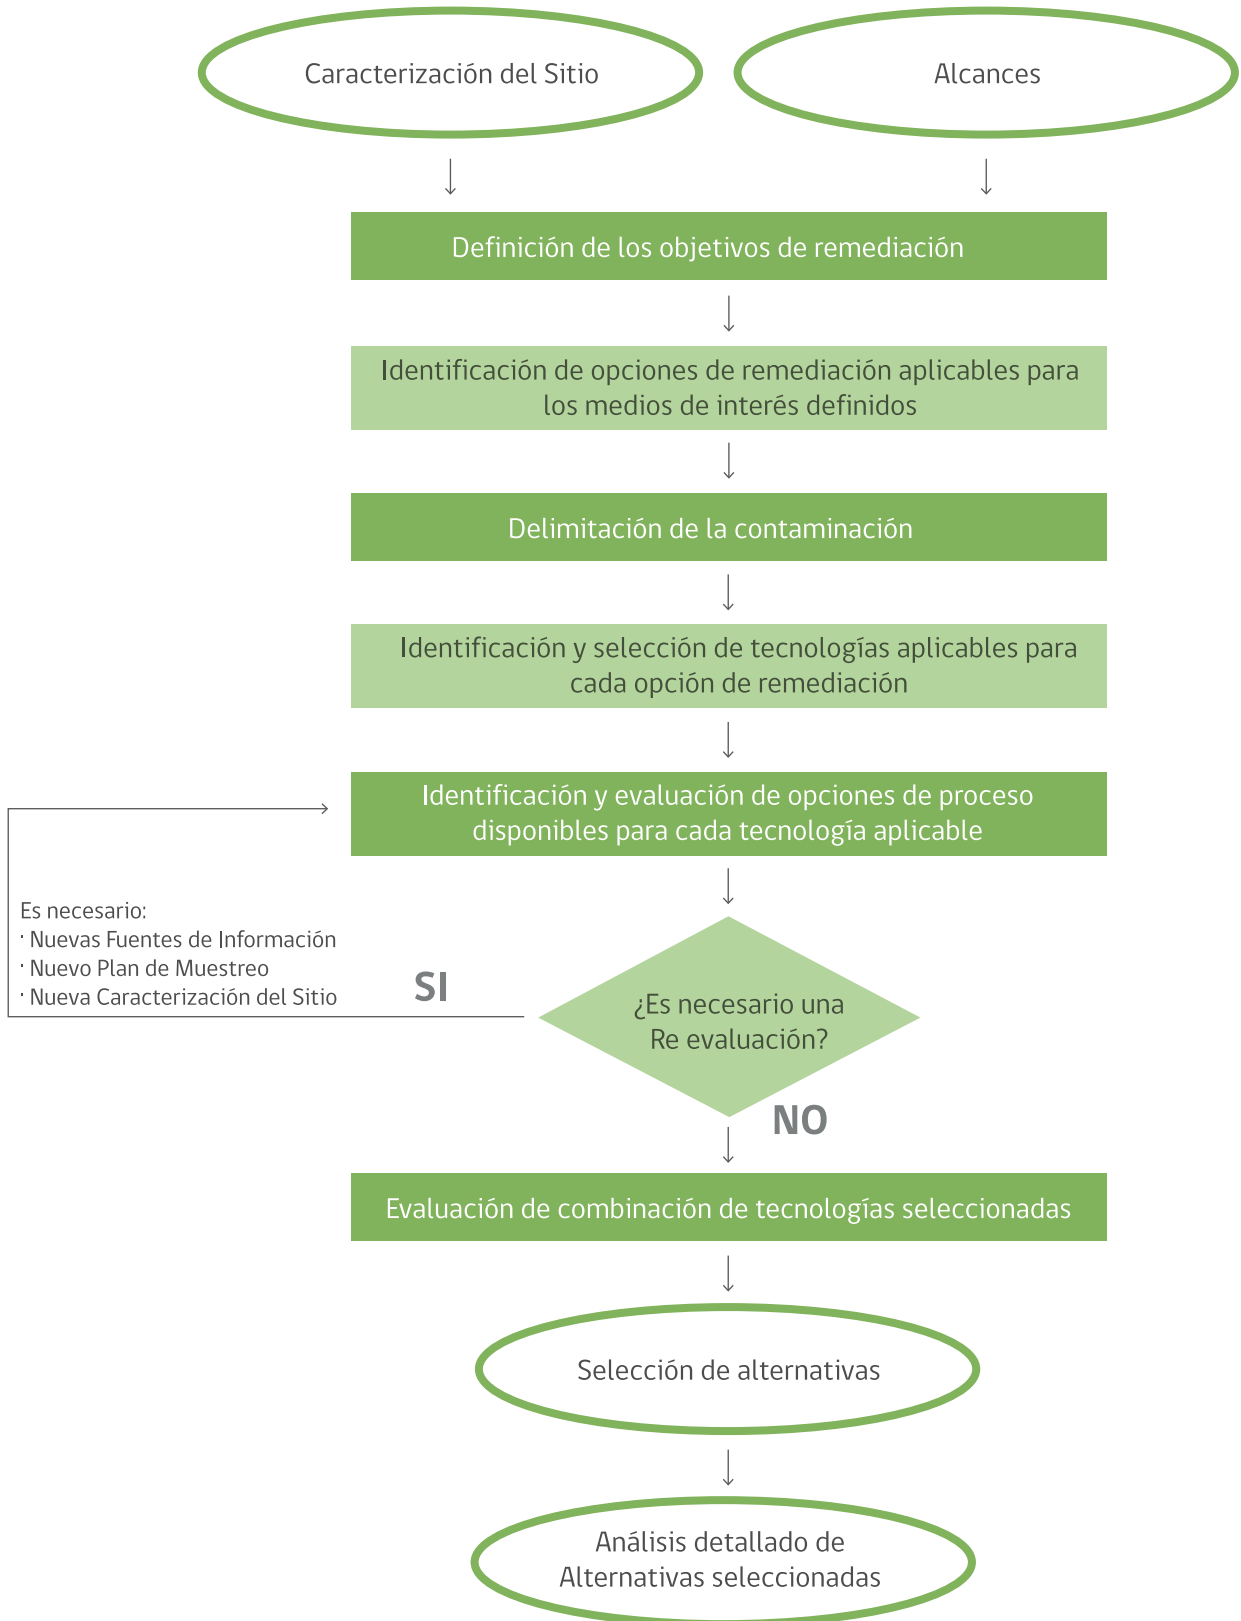 Caracterización del Sitio
Alcances
Definición de los objetivos de remediación
Identificación de opciones de remediación aplicables para
los medios de interés definidos
Delimitación de la contaminación
Identificación y selección de tecnologías aplicables para
cada opción de remediación
Identificación y evaluación de opciones de proceso
disponibles para cada tecnología aplicable
Es necesario:
· Nuevas Fuentes de Información
· Nuevo Plan de Muestreo
· Nueva Caracterización del Sitio
SI
¿Es necesario una
Re evaluación?
NO
Evaluación de combinación de tecnologías seleccionadas
Selección de alternativas
Análisis detallado de
Alternativas seleccionadas